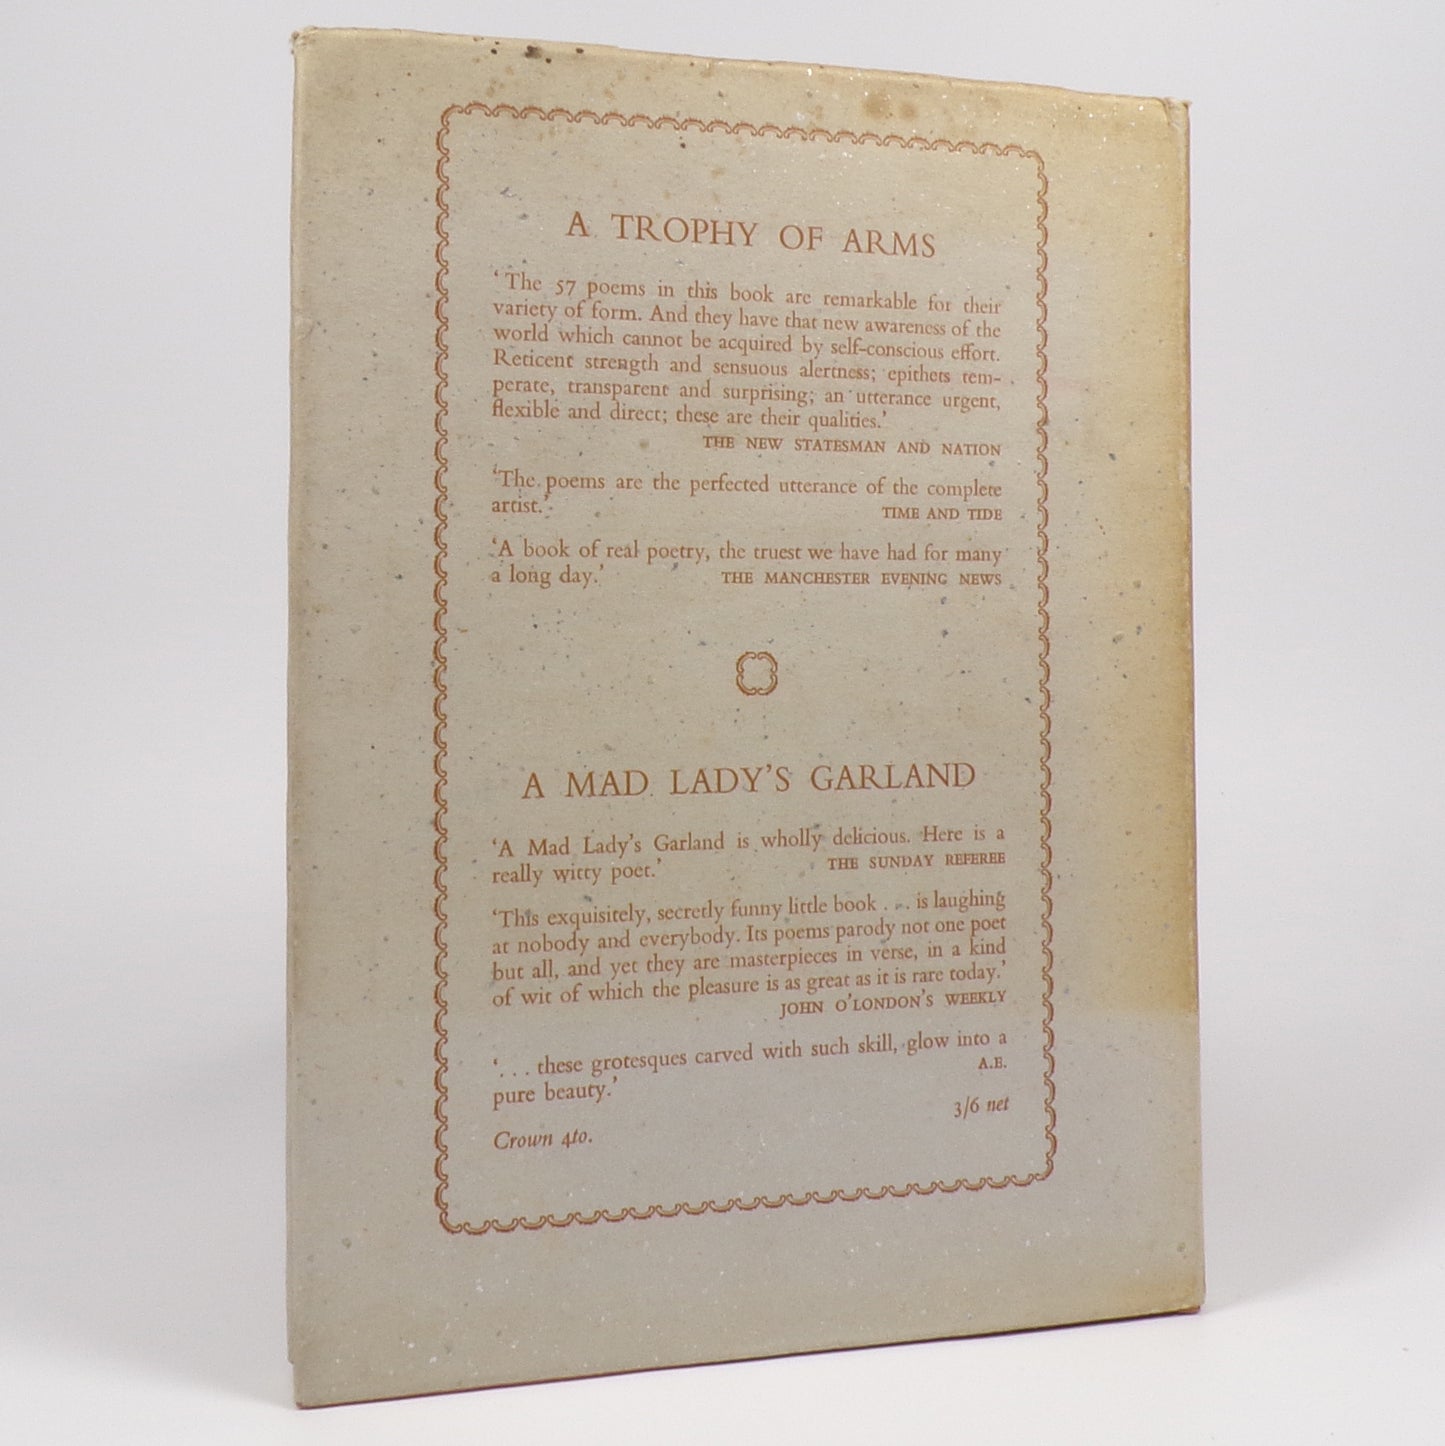 A TROPHY OF ARMS
‘The 57 poems in this book are remarkable for their
variety of form. And they have that new awareness of the
world which cannot be acquired by self-conscious effort.
Reticent strength and sensuous alertness; epithets tem-
perate, transparent and surprising; an utterance urgent,
flexible and direct; these are their qualities.’
THE NEW STATESMAN AND NATION
‘The poems are the perfected utterance of the complete
artist.’ TIME AND TIDE
‘A book of real poetry, the truest we have had for many
a long day.’ THE MANCHESTER EVENING NEWS
A MAD LADY’S GARLAND
‘A Mad Lady’s Garland is wholly delicious. Here is a
really witty poet.’ THE SUNDAY REFEREE
‘This exquisitely, secretly funny little book . . . is laughing
at nobody and everybody. Its poems parody not one poet
but all, and yet they are masterpieces in verse, in a kind
of wit of which the pleasure is as great as it is rare today.’
JOHN O’LONDON’S WEEKLY
‘. . . these grotesques carved with such skill, glow into a
pure beauty.’ A.E.
Crown 4to. 3/6 net